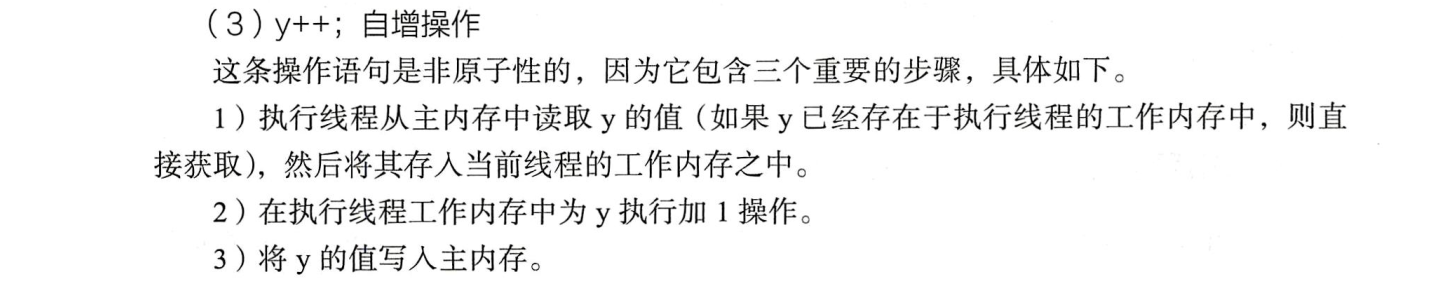 （3）y++；自增操作
这条操作语句是非原子性的，因为它包含三个重要的步骤，具体如下。
1）执行线程从主内存中读取 y 的值（如果 y 已经存在于执行线程的工作内存中，则直
接获取），然后将其存入当前线程的工作内存之中。
2）在执行线程工作内存中为 y 执行加 1 操作。
3）将 y 的值写入主内存。